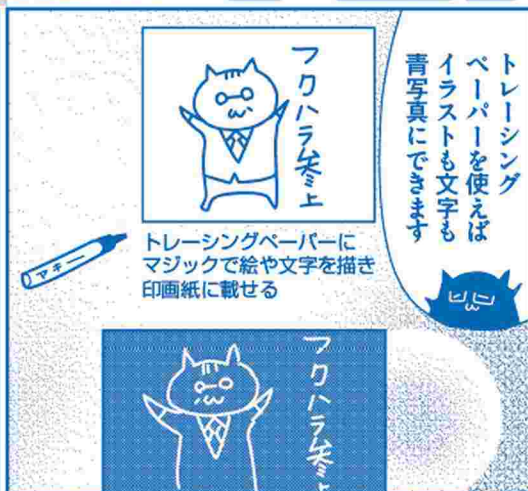 トレーシング
ペーパーを使えば
イラストも文字も
青写真にできます
フクハラ参上
トレーシングペーパーに
マジックで絵や文字を描き
印画紙に載せる
マキー
フクハラ参上